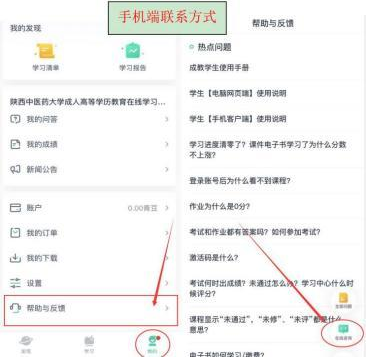 手机端联系方式
我的发现
学习清单
学习报告
陕西中医药大学成人高等学历教育在线学习...
我的问答
我的成绩
新闻公告
账户
0.00青豆
我的订单
我的下载
设置
帮助与反馈
发现
学习
我的
帮助与反馈
热点问题
成教学生使用手册
学生【电脑网页端】使用说明
学生【手机客户端】使用说明
学习进度清零了？课件电子书学习了为什么分数
不上涨？
登录账号后为什么看不到课程？
作业为什么是0分？
考试和作业都有答案吗？如何参加考试？
激活码是什么？
考试何时出成绩？未通过怎么办？学习中心什么时
候评分？
全部问题
课程显示“未通过”，“未修”、“未评”都是什么
意思？
在线咨询
电子书如何学习/缴费？